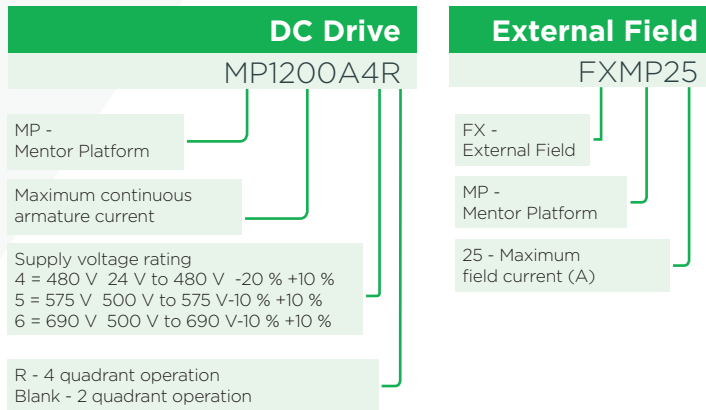 DC Drive
MP1200A4R
MP -
Mentor Platform
Maximum continuous
armature current
Supply voltage rating
4 = 480 V 24 V to 480 V -20 % +10 %
5 = 575 V 500 V to 575 V-10 % +10 %
6 = 690 V 500 V to 690 V-10 % +10 %
R - 4 quadrant operation
Blank - 2 quadrant operation
External Field
FXMP25
FX -
External Field
MP -
Mentor Platform
25 - Maximum
field current (A)